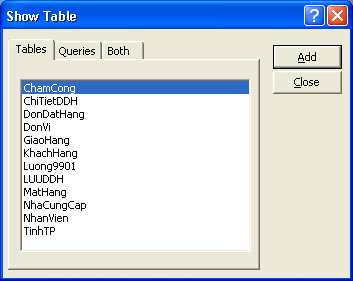 Show Table
Tables Queries Both
Add
Close
ChamCong
ChiTietDDH
DonDatHang
DonVi
GiaoHang
KhachHang
Luong9901
LUUDDH
MatHang
NhaCungCap
NhanVien
TinhTP